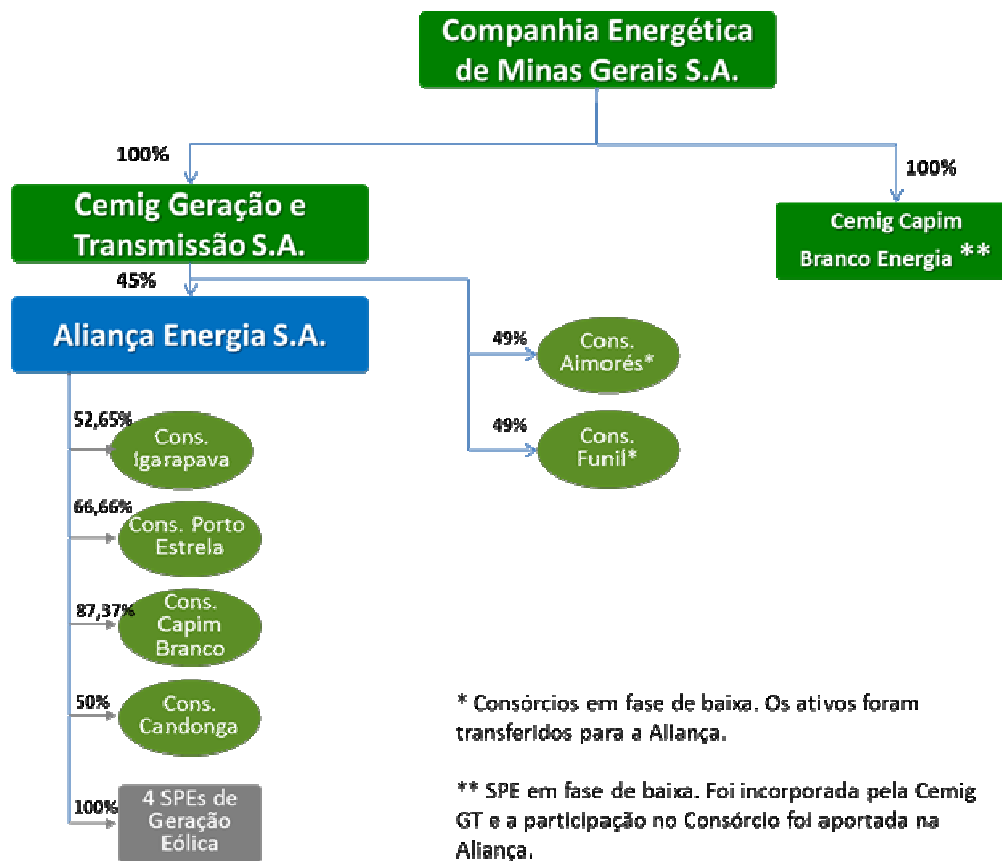 Companhia Energética
de Minas Gerais S.A.
100%
100%
Cemig Geração e
Transmissão S.A.
Cemig Capim
Branco Energia **
45%
Aliança Energia S.A.
49%
Cons.
Aimorés*
49%
Cons.
Funil*
52,65%
Cons.
Igarapava
66,66%
Cons. Porto
Estrela
87,37%
Cons.
Capim
Branco
50%
Cons.
Candonga
100%
4 SPEs de
Geração
Eólica
* Consórcios em fase de baixa. Os ativos foram
transferidos para a Aliança.
** SPE em fase de baixa. Foi incorporada pela Cemig
GT e a participação no Consórcio foi aportada na
Aliança.